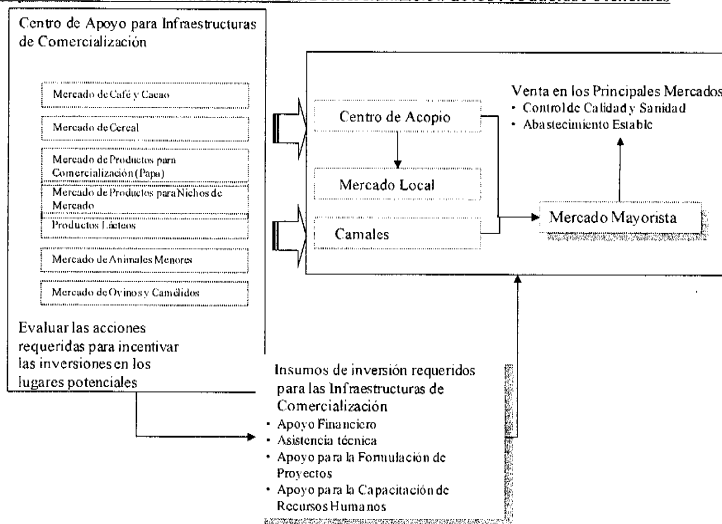 Centro de Apoyo para Infraestructuras
de Comercialización
Mercado de Café y Cacao
Mercado de Cereal
Mercado de Productos para
Comercialización (Papa)
Mercado de Productos para Nichos de
Mercado
Productos Lácteos
Mercado de Animales Menores
Mercado de Ovinos y Camélidos
Evaluar las acciones
requeridas para incentivar
las inversiones en los
lugares potenciales
Centro de Acopio
Mercado Local
Camales
Venta en los Principales Mercados
• Control de Calidad y Sanidad
• Abastecimiento Estable
Mercado Mayorista
Insumos de inversión requeridos
para las Infraestructuras de
Comercialización
• Apoyo Financiero
• Asistencia técnica
• Apoyo para la Formulación de
Proyectos
• Apoyo para la Capacitación de
Recursos Humanos